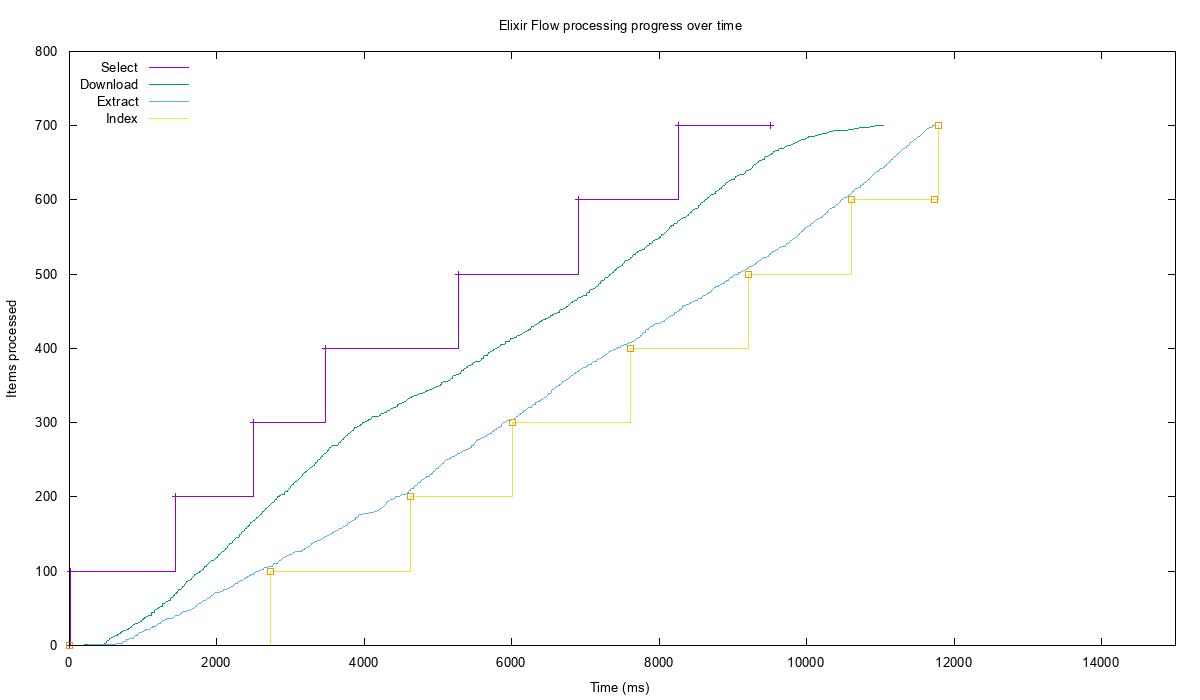 Elixir Flow processing progress over time
800
700
600
500
400
300
200
100
0
Items processed
Select
Download
Extract
Index
0 2000 4000 6000 8000 10000 12000 14000
Time (ms)